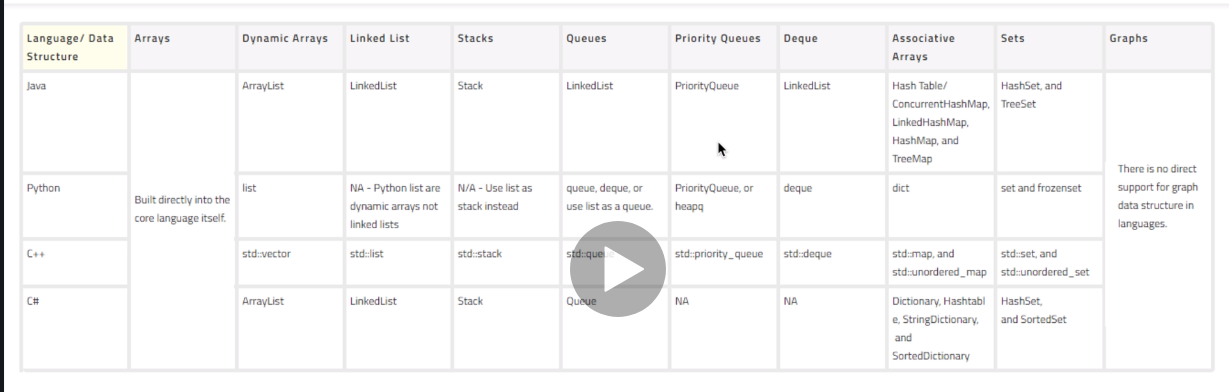 Language/ Data
Structure
Arrays
Dynamic Arrays
Linked List
Stacks
Queues
Priority Queues
Deque
Associative
Arrays
Sets
Graphs
Java
Built directly into the
core language itself.
ArrayList
LinkedList
Stack
LinkedList
PriorityQueue
LinkedList
Hash Table/
ConcurrentHashMap,
LinkedHashMap,
HashMap, and
TreeMap
HashSet, and
TreeSet
There is no direct
support for graph
data structure in
languages.
Python
list
NA - Python list are
dynamic arrays not
linked lists
N/A - Use list as
stack instead
queue, deque, or
use list as a queue.
PriorityQueue, or
heapq
deque
dict
set and frozenset
C++
std::vector
std::list
std::stack
std::queue
std::priority_queue
std::deque
std::map, and
std::unordered_map
std::set, and
std::unordered_set
C#
ArrayList
LinkedList
Stack
Queue
NA
NA
Dictionary, Hashtabl
e, StringDictionary,
and
SortedDictionary
HashSet,
and SortedSet